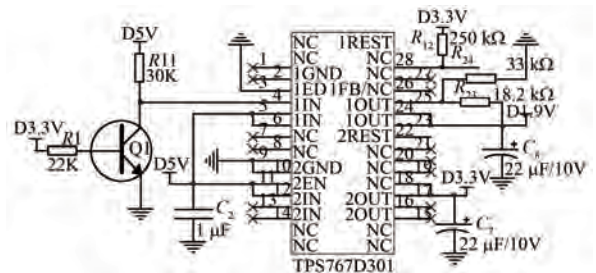 D5V
R11
30K
D3.3V
R1
22K
Q1
D5V
C2
1 μF
1
2
3
4
5
6
7
8
9
10
11
12
13
14
NC
NC
1GND
1ED
1IN
1IN
NC
NC
2GND
2EN
2IN
2IN
NC
NC
1REST
NC
NC
1FB/NC
1OUT
1OUT
2REST
NC
NC
NC
2OUT
2OUT
NC
NC
28
27
26
25
24
23
22
21
20
19
18
17
16
15
TPS767D301
D3.3V
R12
250 kΩ
R24
33 kΩ
R23
18.2 kΩ
D1.9V
+
22 μF/10V
D3.3V
+
22 μF/10V